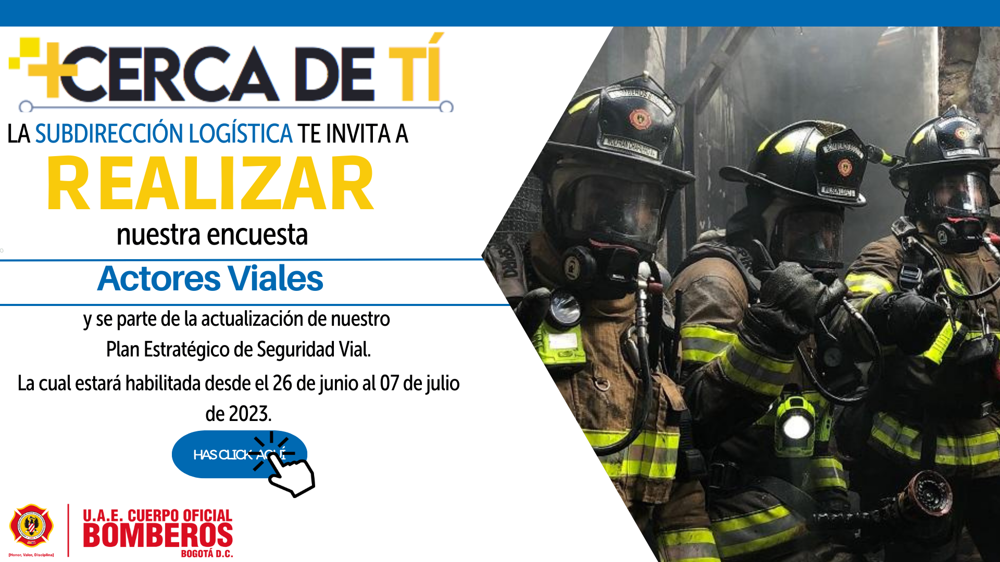 +CERCA DE TÍ
LA SUBDIRECCIÓN LOGÍSTICA TE INVITA A
REALIZAR
nuestra encuesta
Actores Viales
y se parte de la actualización de nuestro
Plan Estratégico de Seguridad Vial.
La cual estará habilitada desde el 26 de junio al 07 de julio
de 2023.
HAS CLICK AQUÍ
U.A.E. CUERPO OFICIAL
BOMBEROS
BOGOTÁ D.C.
[Honor, Valor, Disciplina]